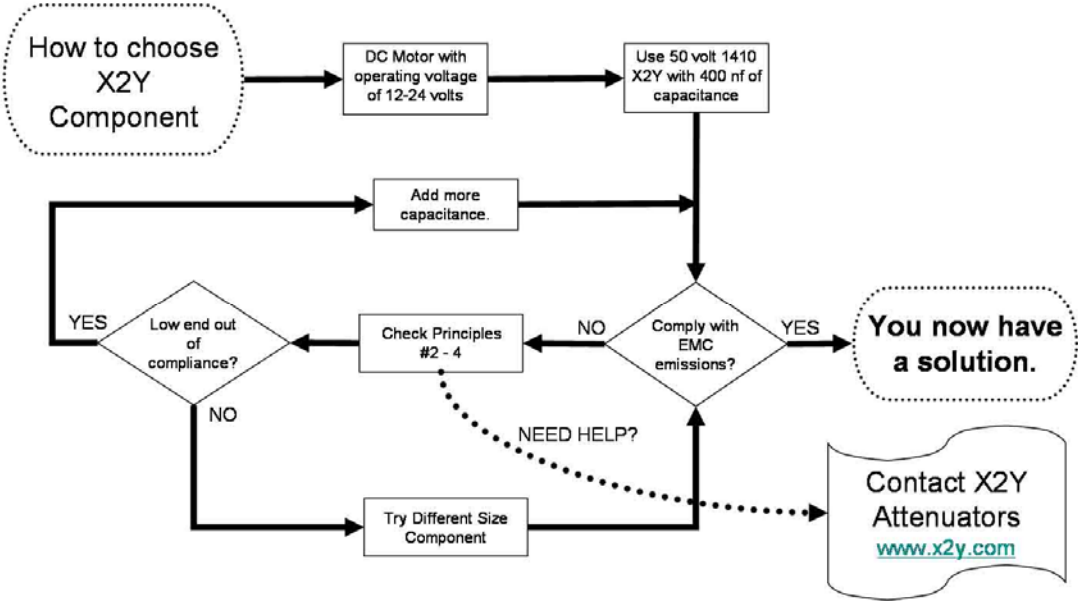 How to choose
X2Y
Component
DC Motor with
operating voltage
of 12-24 volts
Use 50 volt 1410
X2Y with 400 nf of
capacitance
Add more
capacitance.
YES
Low end out
of
compliance?
NO
Check Principles
#2 - 4
NO
Comply with
EMC
emissions?
YES
You now have
a solution.
NEED HELP?
Try Different Size
Component
Contact X2Y
Attenuators
www.x2y.com